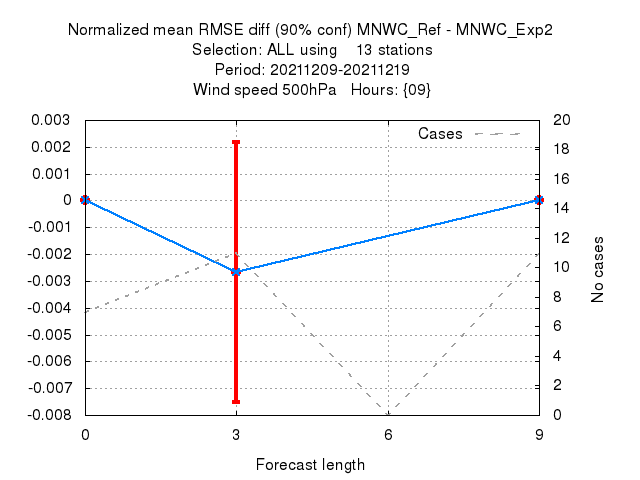 Normalized mean RMSE diff (90% conf) MNWC_Ref - MNWC_Exp2
Selection: ALL using    13 stations
Period: 20211209-20211219
Wind speed 500hPa   Hours: {09}
Cases
0.003
0.002
0.001
0
-0.001
-0.002
-0.003
-0.004
-0.005
-0.006
-0.007
-0.008
20
18
16
14
12
10
8
6
4
2
0
No cases
0 3 6 9
Forecast length